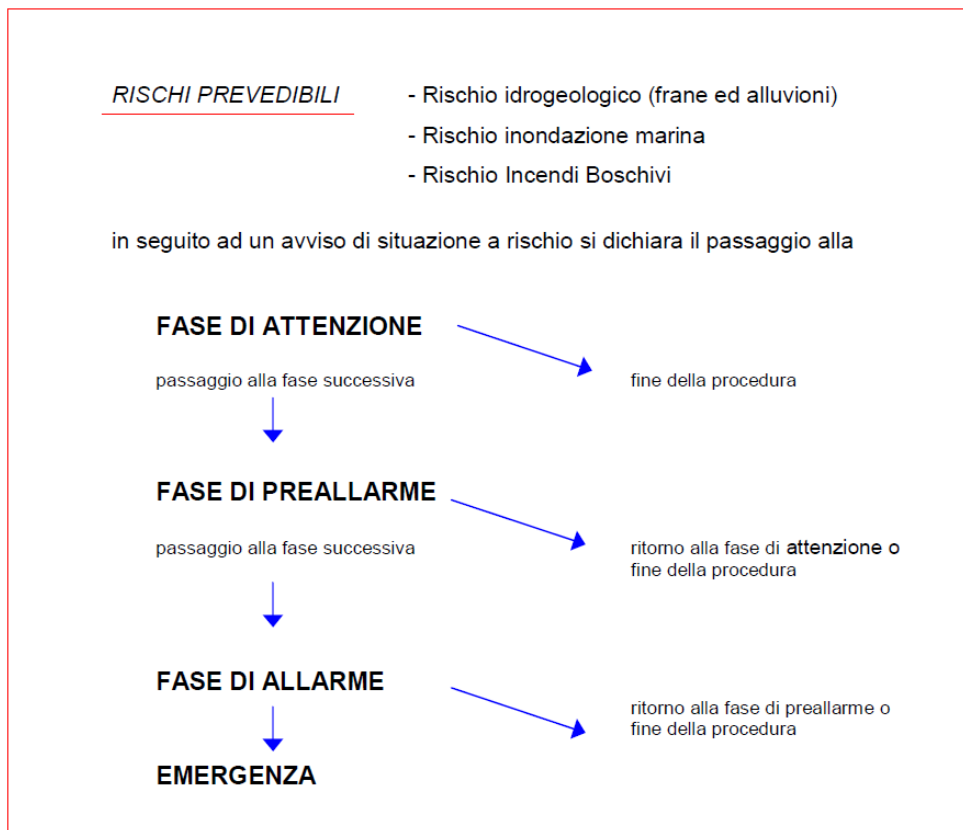 RISCHI PREVEDIBILI - Rischio idrogeologico (frane ed alluvioni)
- Rischio inondazione marina
- Rischio Incendi Boschivi
in seguito ad un avviso di situazione a rischio si dichiara il passaggio alla
FASE DI ATTENZIONE
passaggio alla fase successiva fine della procedura
FASE DI PREALLARME
passaggio alla fase successiva ritorno alla fase di attenzione o
fine della procedura
FASE DI ALLARME
ritorno alla fase di preallarme o
fine della procedura
EMERGENZA